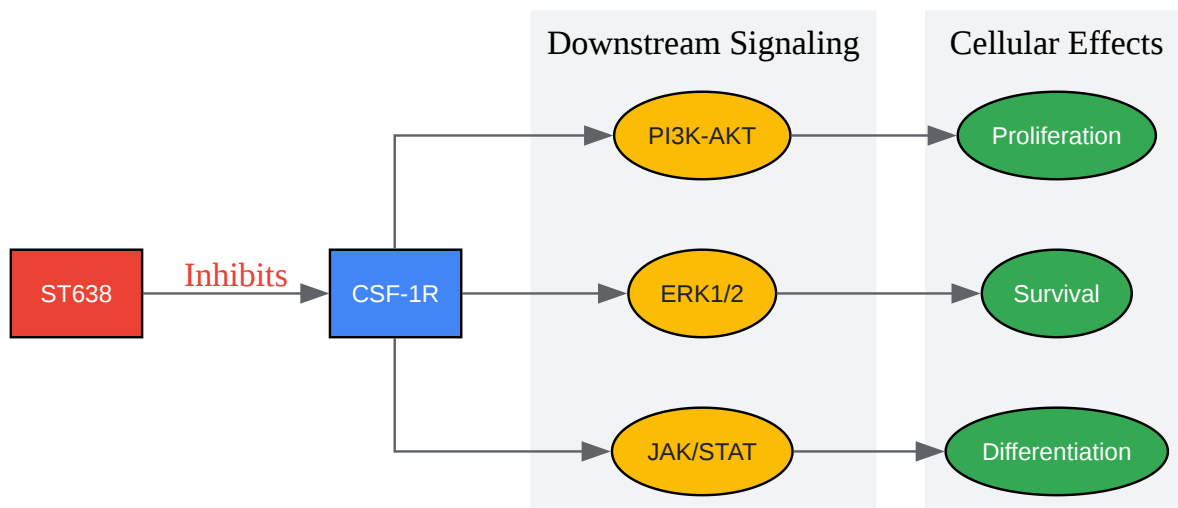 Downstream Signaling
Cellular Effects
PI3K-AKT
Proliferation
ST638
Inhibits
CSF-1R
ERK1/2
Survival
JAK/STAT
Differentiation